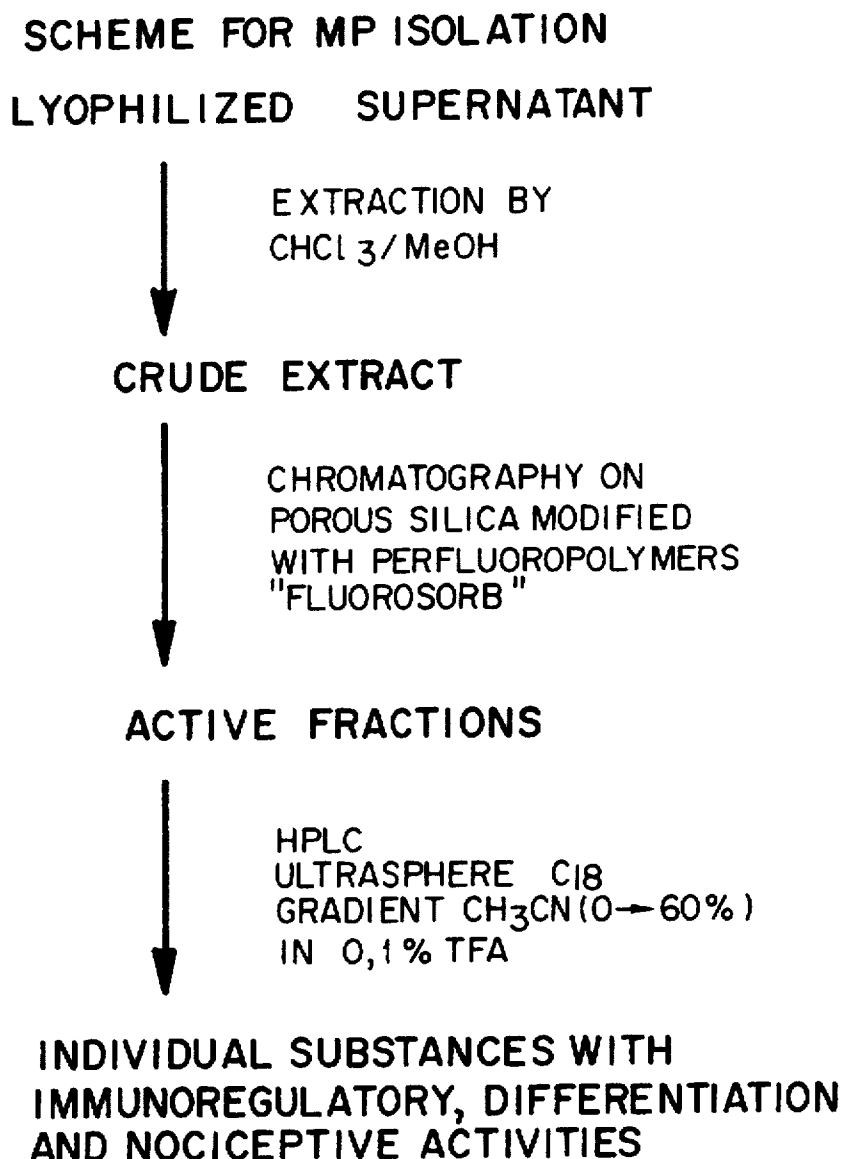 SCHEME FOR MP ISOLATION
LYOPHILIZED SUPERNATANT
EXTRACTION BY
CHCl3/MeOH
CRUDE EXTRACT
CHROMATOGRAPHY ON
POROUS SILICA MODIFIED
WITH PERFLUOROPOLYMERS
"FLUOROSORB"
ACTIVE FRACTIONS
HPLC
ULTRASPHERE C18
GRADIENT CH3CN(0→60%)
IN 0,1% TFA
INDIVIDUAL SUBSTANCES WITH
IMMUNOREGULATORY, DIFFERENTIATION
AND NOCICEPTIVE ACTIVITIES